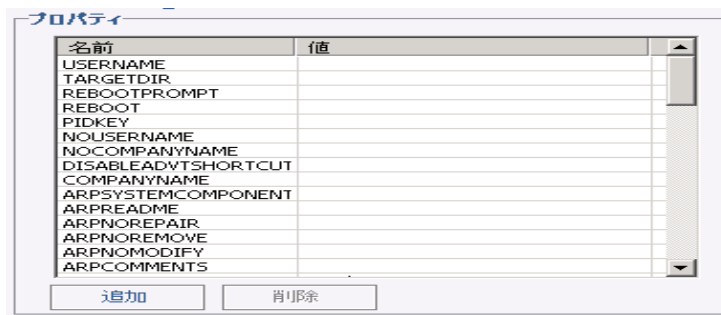 プロパティ
名前 値
USERNAME
TARGETDIR
REBOOTPROMPT
REBOOT
PIDKEY
NOUSERNAME
NOCOMPANYNAME
DISABLEADVTSHORTCUT
COMPANYNAME
ARPSYSTEMCOMPONENT
ARPREADME
ARPNOREPAIR
ARPNOREMOVE
ARPNOMODIFY
ARPCOMMENTS
追加 削除